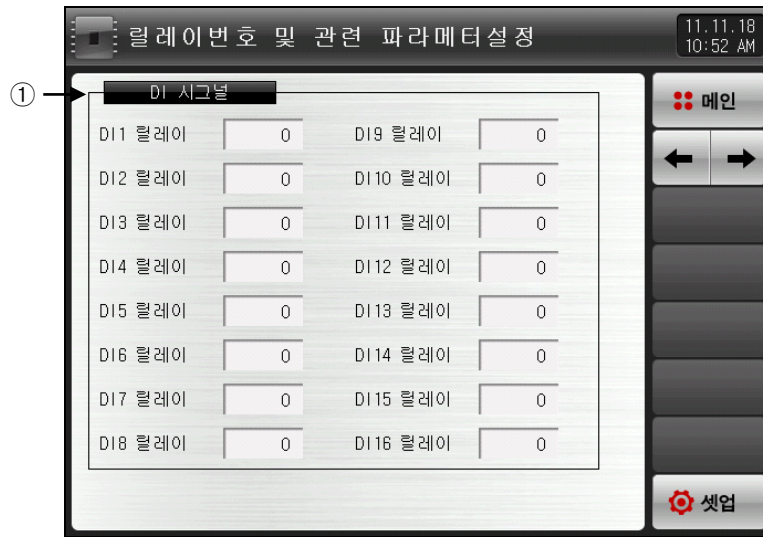 릴레이번호 및 관련 파라메터설정
11.11.18
10:52 AM
①
DI 시그널
메인
DI1 릴레이 0 DI9 릴레이 0
DI2 릴레이 0 DI10 릴레이 0
DI3 릴레이 0 DI11 릴레이 0
DI4 릴레이 0 DI12 릴레이 0
DI5 릴레이 0 DI13 릴레이 0
DI6 릴레이 0 DI14 릴레이 0
DI7 릴레이 0 DI15 릴레이 0
DI8 릴레이 0 DI16 릴레이 0
셋업